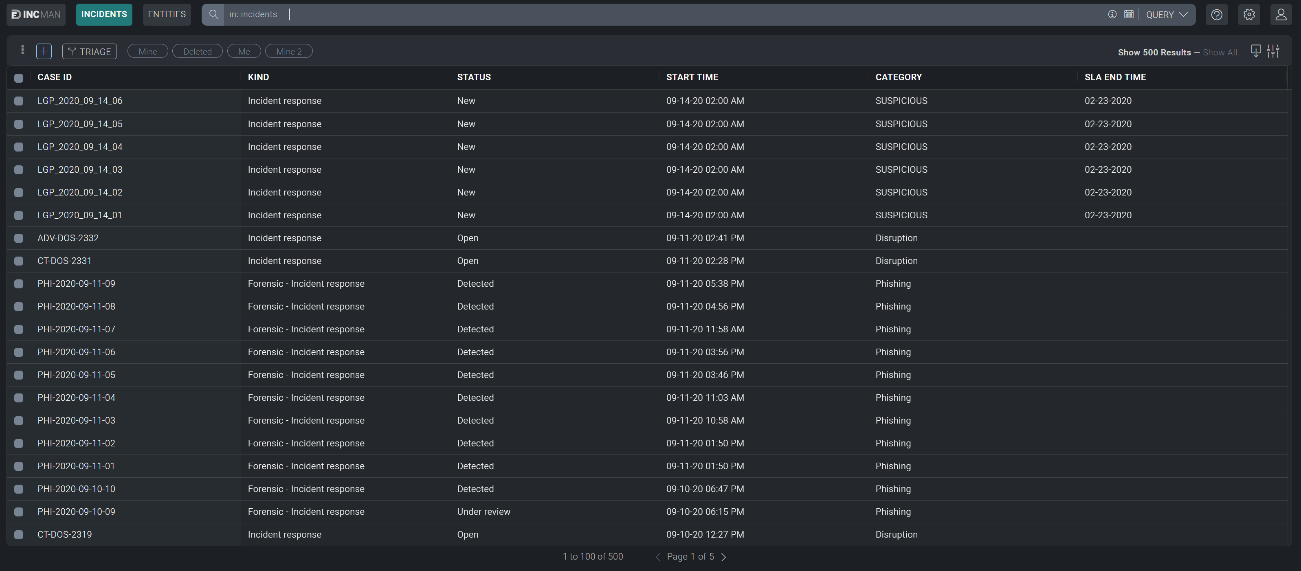 INCMAN INCIDENTS ENTITIES in: incidents QUERY
TRIAGE Mine Deleted Me Mine 2 Show 500 Results — Show All
CASE ID KIND STATUS START TIME CATEGORY SLA END TIME
LGP_2020_09_14_06 Incident response New 09-14-20 02:00 AM SUSPICIOUS 02-23-2020
LGP_2020_09_14_05 Incident response New 09-14-20 02:00 AM SUSPICIOUS 02-23-2020
LGP_2020_09_14_04 Incident response New 09-14-20 02:00 AM SUSPICIOUS 02-23-2020
LGP_2020_09_14_03 Incident response New 09-14-20 02:00 AM SUSPICIOUS 02-23-2020
LGP_2020_09_14_02 Incident response New 09-14-20 02:00 AM SUSPICIOUS 02-23-2020
LGP_2020_09_14_01 Incident response New 09-14-20 02:00 AM SUSPICIOUS 02-23-2020
ADV-DOS-2332 Incident response Open 09-11-20 02:41 PM Disruption
CT-DOS-2331 Incident response Open 09-11-20 02:28 PM Disruption
PHI-2020-09-11-09 Forensic - Incident response Detected 09-11-20 05:38 PM Phishing
PHI-2020-09-11-08 Forensic - Incident response Detected 09-11-20 04:56 PM Phishing
PHI-2020-09-11-07 Forensic - Incident response Detected 09-11-20 11:58 AM Phishing
PHI-2020-09-11-06 Forensic - Incident response Detected 09-11-20 03:56 PM Phishing
PHI-2020-09-11-05 Forensic - Incident response Detected 09-11-20 03:46 PM Phishing
PHI-2020-09-11-04 Forensic - Incident response Detected 09-11-20 11:03 AM Phishing
PHI-2020-09-11-03 Forensic - Incident response Detected 09-11-20 10:58 AM Phishing
PHI-2020-09-11-02 Forensic - Incident response Detected 09-11-20 01:50 PM Phishing
PHI-2020-09-11-01 Forensic - Incident response Detected 09-11-20 01:50 PM Phishing
PHI-2020-09-10-10 Forensic - Incident response Detected 09-10-20 06:47 PM Phishing
PHI-2020-09-10-09 Forensic - Incident response Under review 09-10-20 06:15 PM Phishing
CT-DOS-2319 Incident response Open 09-10-20 12:27 PM Disruption
1 to 100 of 500 Page 1 of 5